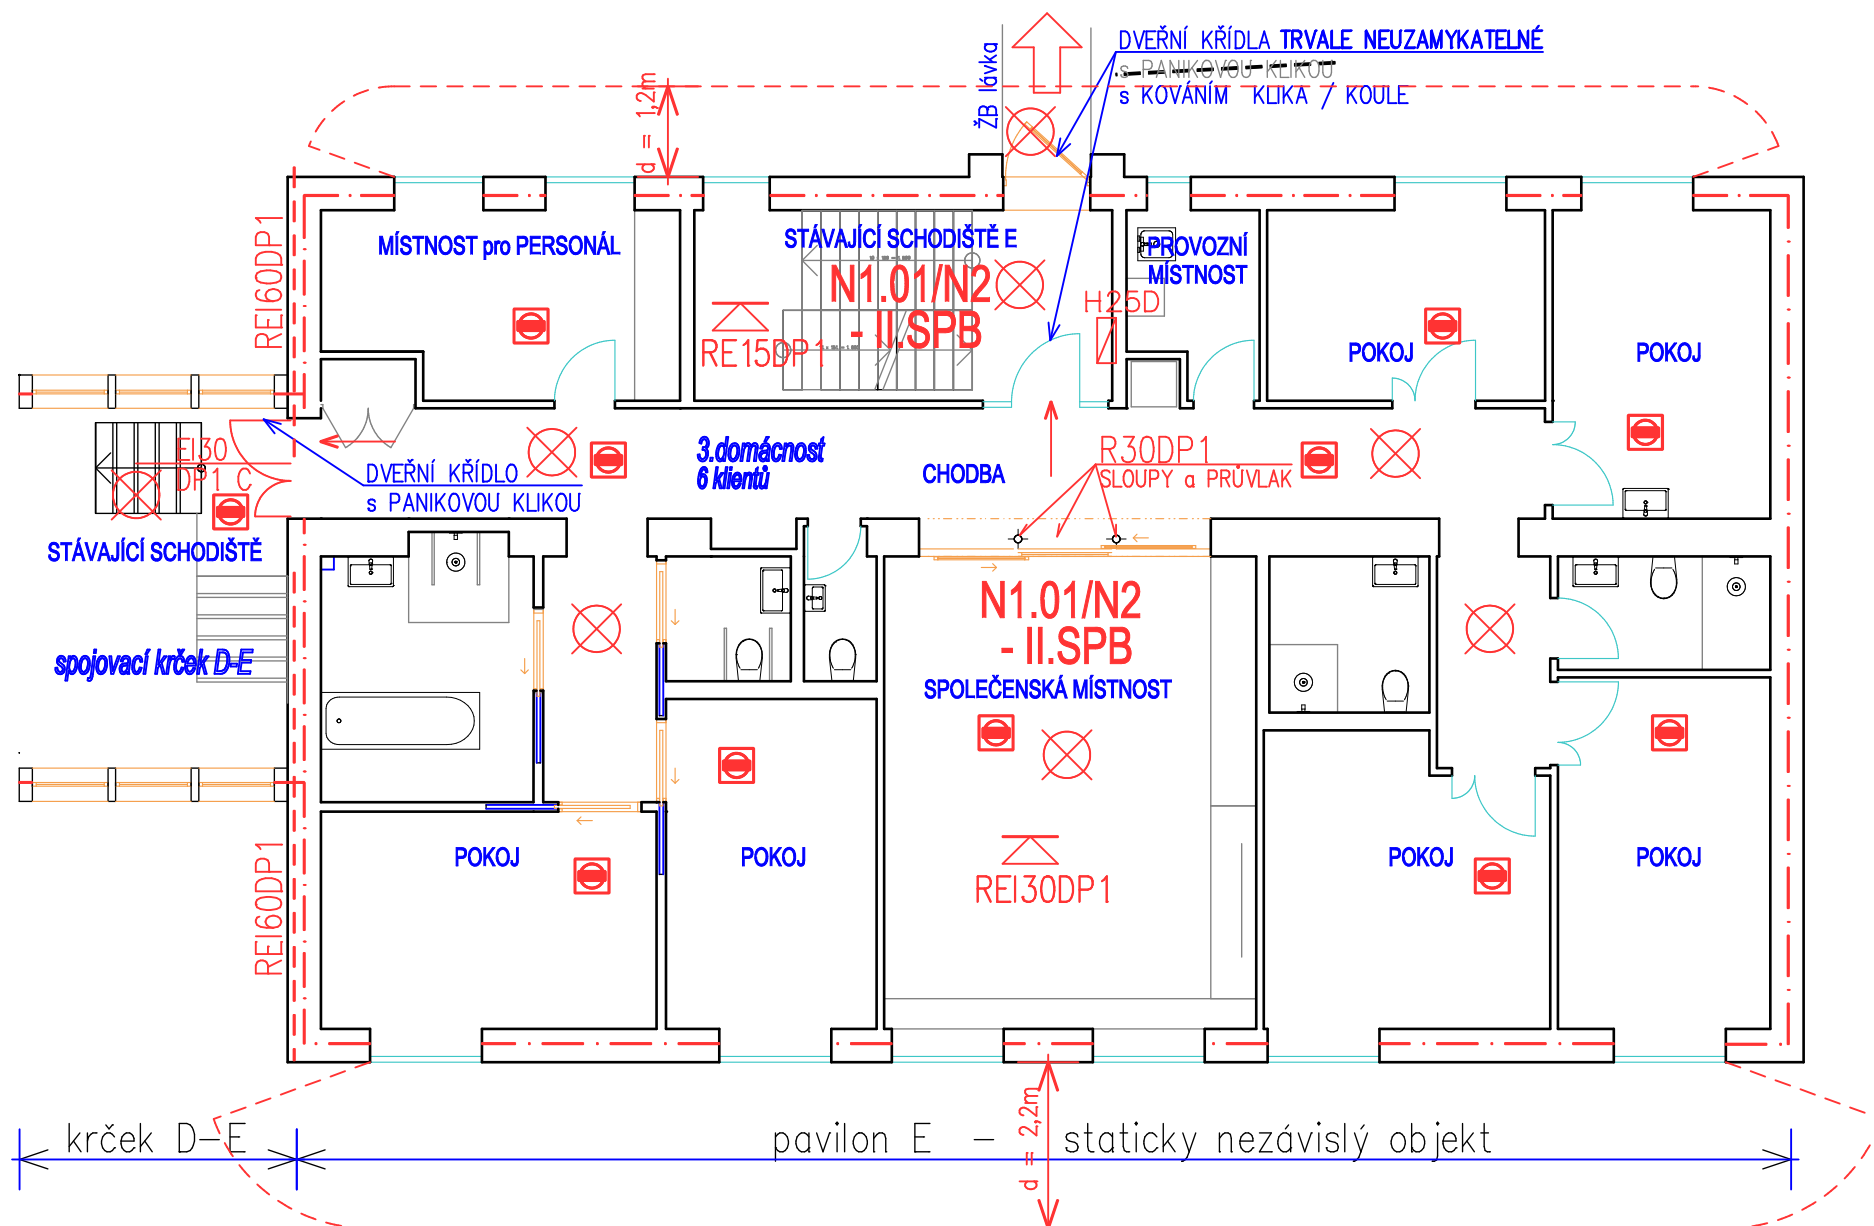 DVEŘNÍ KŘÍDLA TRVALE NEUZAMYKATELNÉ
s PANIKOVOU KLIKOU
s KOVÁNÍM KLIKA / KOULE
ŽB lávka
d = 1,2m
REI60DP1
MÍSTNOST pro PERSONÁL
STÁVAJÍCÍ SCHODIŠTĚ E
N1.01/N2
- II.SPB
RE15DP1
PROVOZNÍ
MÍSTNOST
H25D
POKOJ
POKOJ
EI30
DP1 C
DVEŘNÍ KŘÍDLO
s PANIKOVOU KLIKOU
3.domácnost
6 klientů
CHODBA
R30DP1
SLOUPY a PRŮVLAK
STÁVAJÍCÍ SCHODIŠTĚ
spojovací krček D-E
N1.01/N2
- II.SPB
SPOLEČENSKÁ MÍSTNOST
REI30DP1
REI60DP1
POKOJ
POKOJ
POKOJ
POKOJ
krček D-E
pavilon E - staticky nezávislý objekt
d = 2,2m